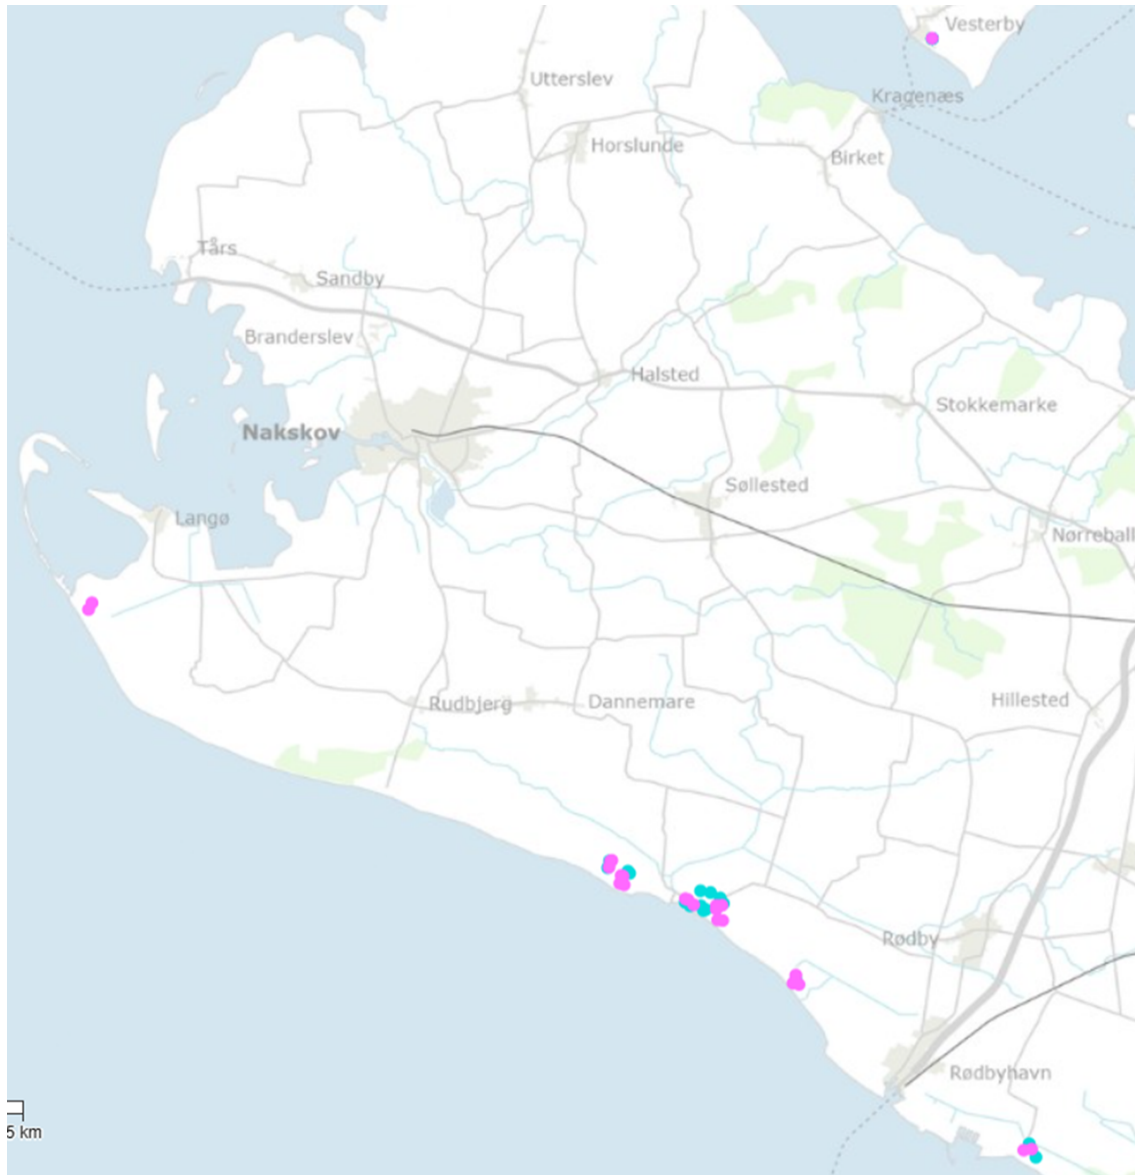 Vesterby
Utterslev
Kragenæs
Horslunde
Birket
Tårs
Sandby
Branderslev
Halsted
Stokkemarke
Nakskov
Søllested
Langø
Nørreball
Hillested
Rudbjerg
Dannemare
Rødby
Rødbyhavn
5 km